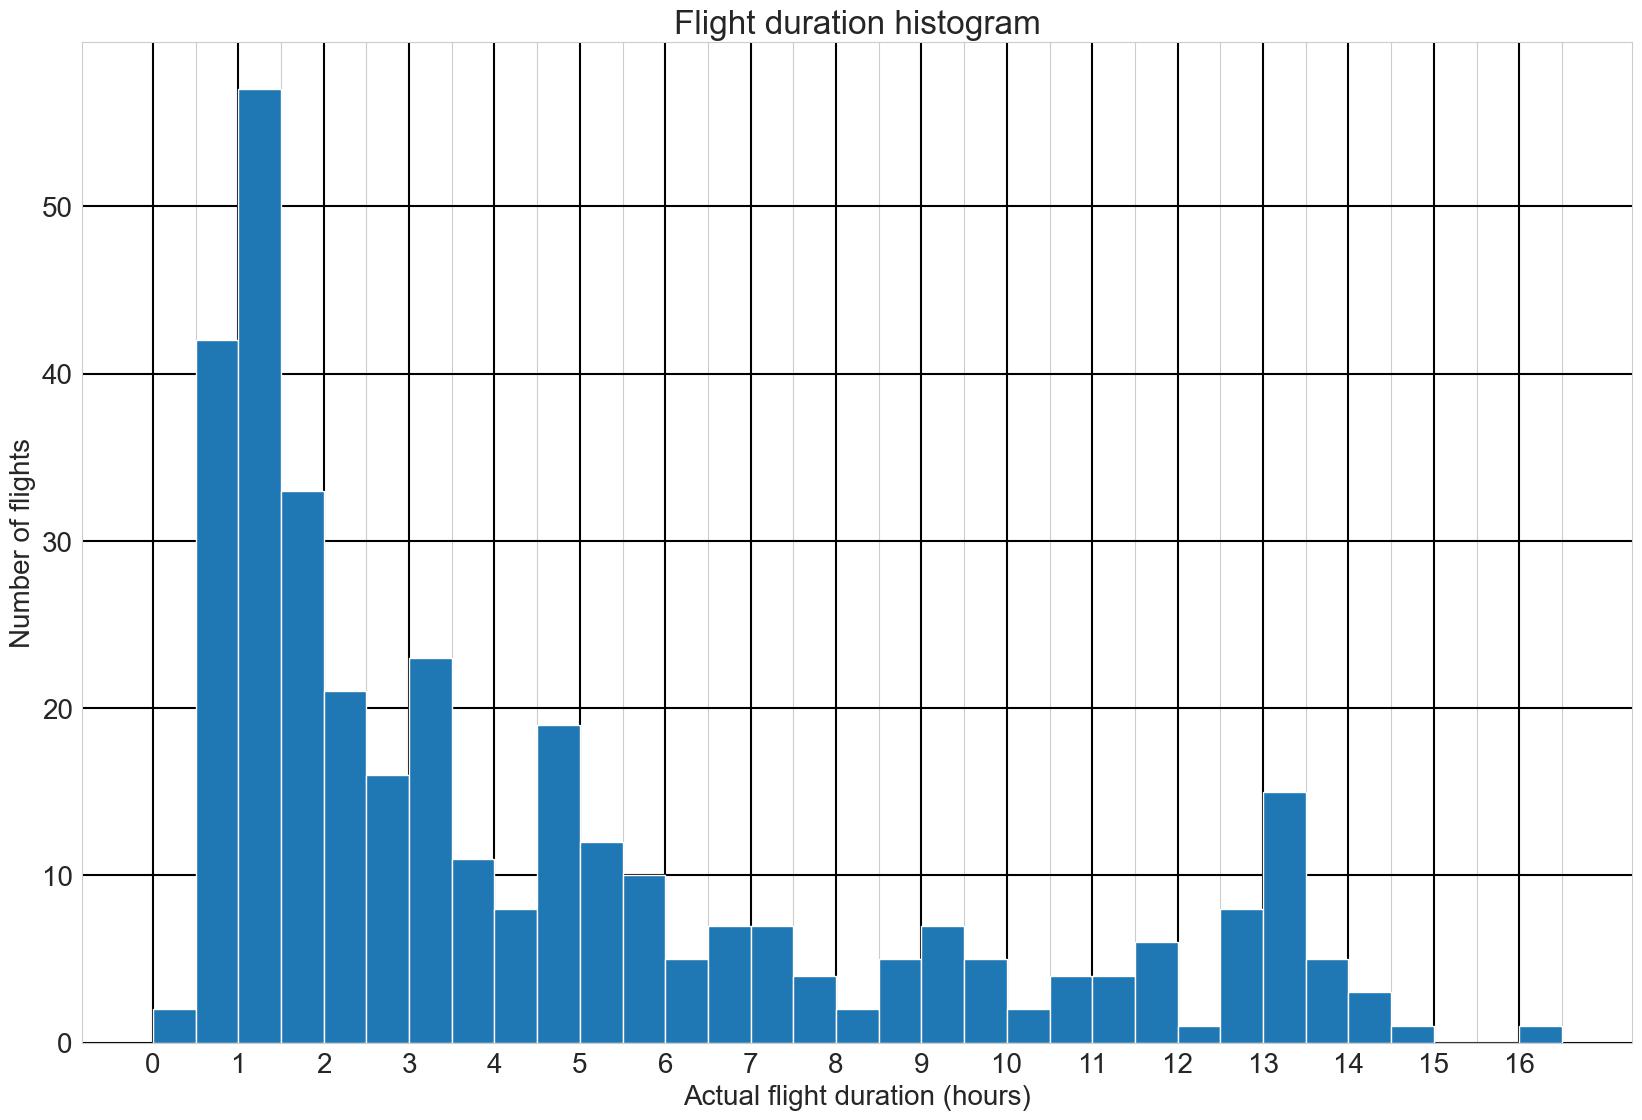 Flight duration histogram
Number of flights
50
40
30
20
10
0
0 1 2 3 4 5 6 7 8 9 10 11 12 13 14 15 16
Actual flight duration (hours)